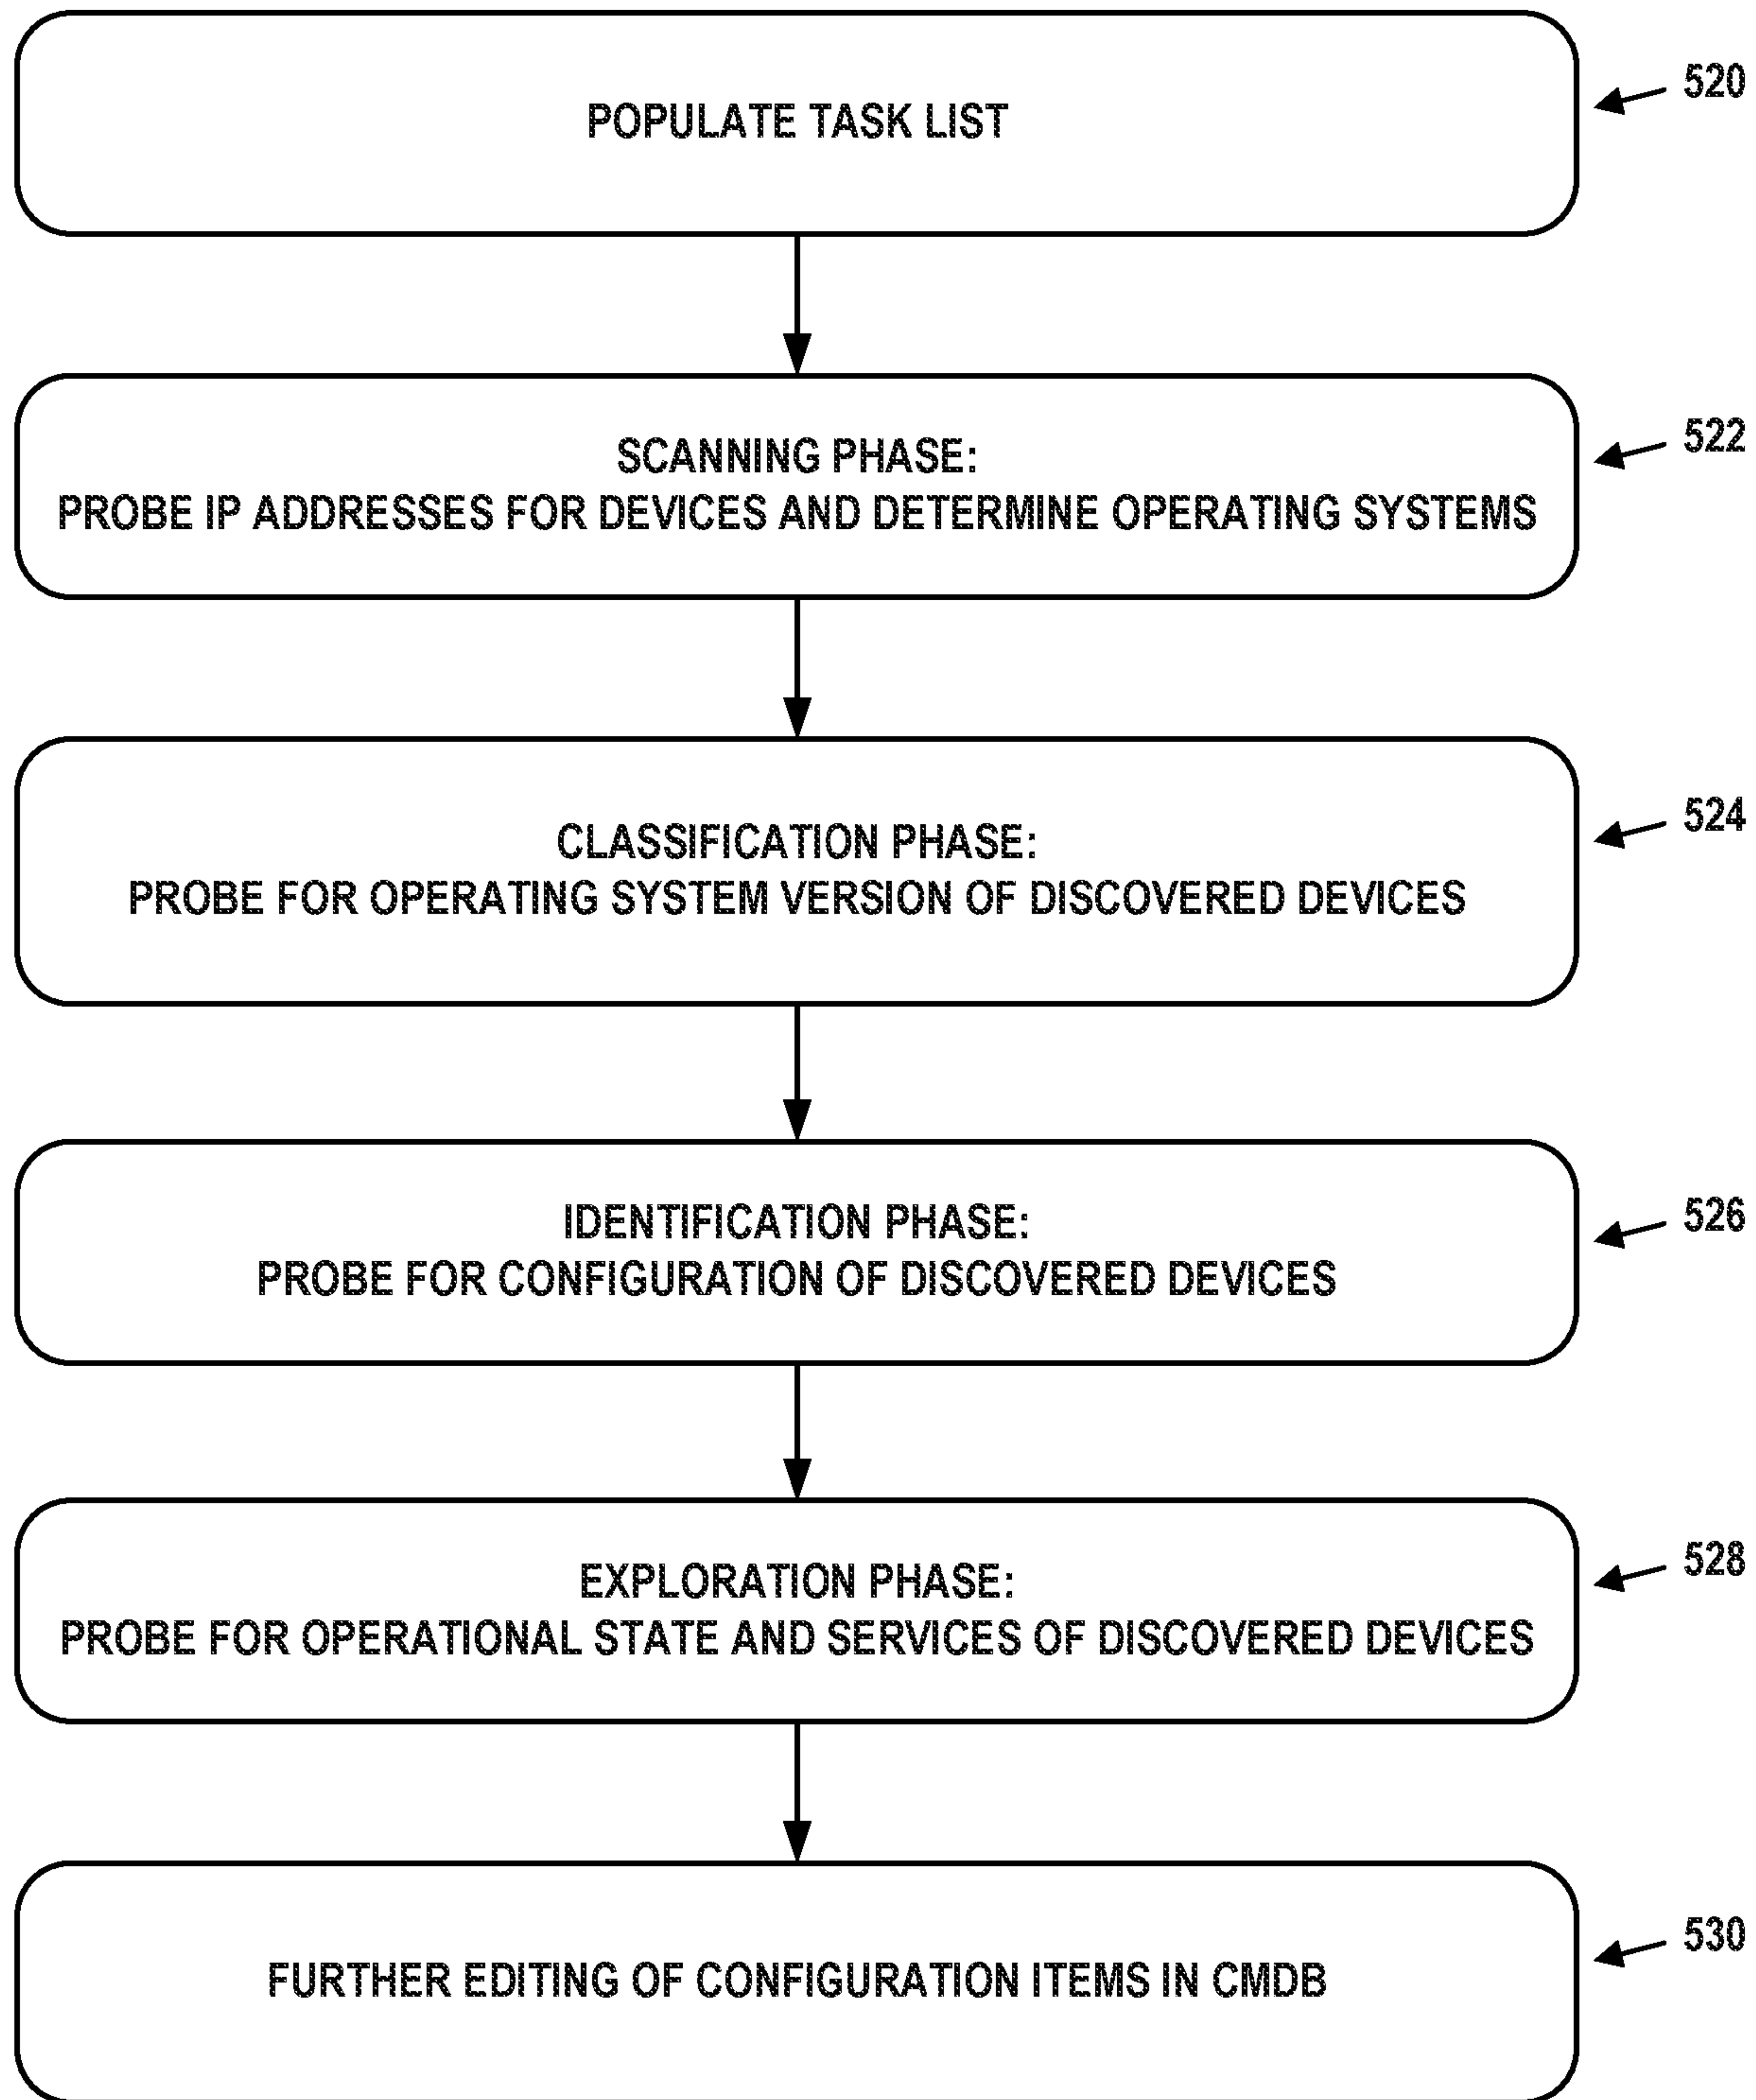 POPULATE TASK LIST
520
SCANNING PHASE:
PROBE IP ADDRESSES FOR DEVICES AND DETERMINE OPERATING SYSTEMS
522
CLASSIFICATION PHASE:
PROBE FOR OPERATING SYSTEM VERSION OF DISCOVERED DEVICES
524
IDENTIFICATION PHASE:
PROBE FOR CONFIGURATION OF DISCOVERED DEVICES
526
EXPLORATION PHASE:
PROBE FOR OPERATIONAL STATE AND SERVICES OF DISCOVERED DEVICES
528
FURTHER EDITING OF CONFIGURATION ITEMS IN CMDB
530